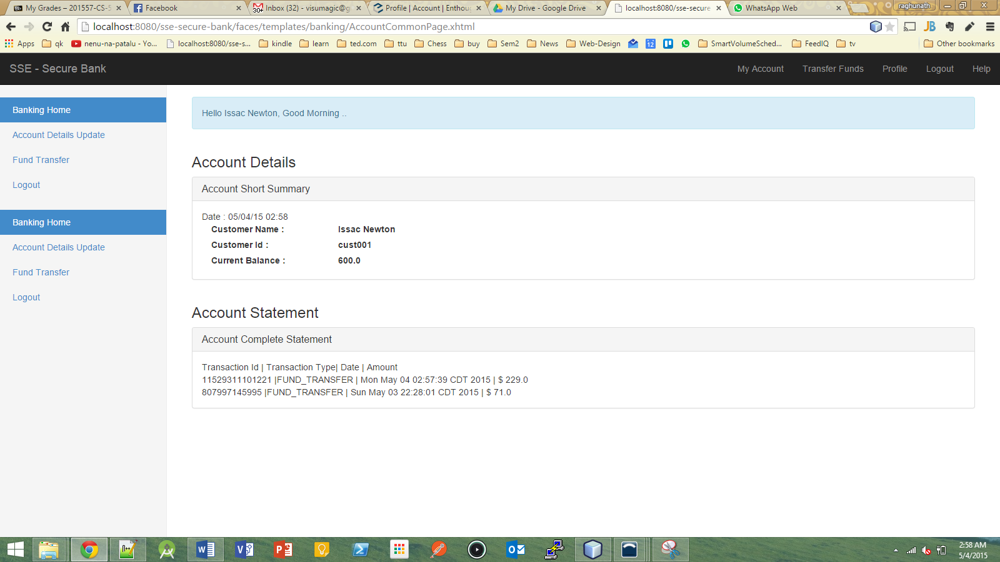 My Grades – 201557-CS-5
Facebook
Inbox (32) - visumagic@g
Profile | Account | Enthou
My Drive - Google Drive
localhost:8080/sse-secure
WhatsApp Web
raghunath
30+
localhost:8080/sse-secure-bank/faces/templates/banking/AccountCommonPage.xhtml
JB
Apps
qk
nenu-na-patalu - Yo...
localhost:8080/sse-s...
kindle
learn
ted.com
ttu
Chess
buy
Sem2
News
Web-Design
12
SmartVolumeSched...
FeedIQ
tv
Other bookmarks
SSE - Secure Bank
My Account
Transfer Funds
Profile
Logout
Help
Banking Home
Account Details Update
Fund Transfer
Logout
Banking Home
Account Details Update
Fund Transfer
Logout
Hello Issac Newton, Good Morning ..
Account Details
Account Short Summary
Date : 05/04/15 02:58
Customer Name : Issac Newton
Customer Id : cust001
Current Balance : 600.0
Account Statement
Account Complete Statement
Transaction Id | Transaction Type| Date | Amount
11529311101221 |FUND_TRANSFER | Mon May 04 02:57:39 CDT 2015 | $ 229.0
807997145995 |FUND_TRANSFER | Sun May 03 22:28:01 CDT 2015 | $ 71.0
2:58 AM
5/4/2015